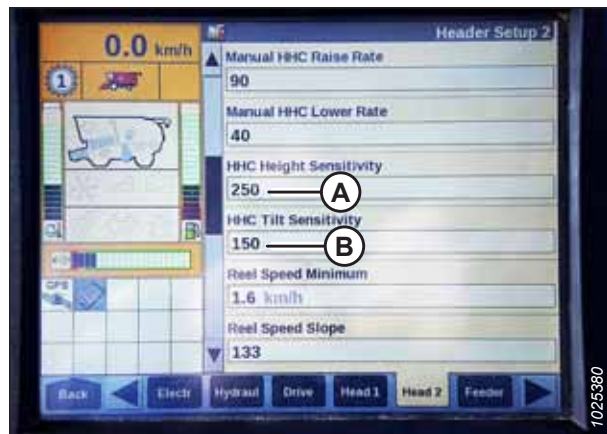 0.0 km/h
Header Setup 2
1
Manual HHC Raise Rate
90
Manual HHC Lower Rate
40
HHC Height Sensitivity
250
A
HHC Tilt Sensitivity
150
B
Reel Speed Minimum
1.6 km/h
GPS
Reel Speed Slope
133
Back Electr Hydraul Drive Head 1 Head 2 Feeder
1025380